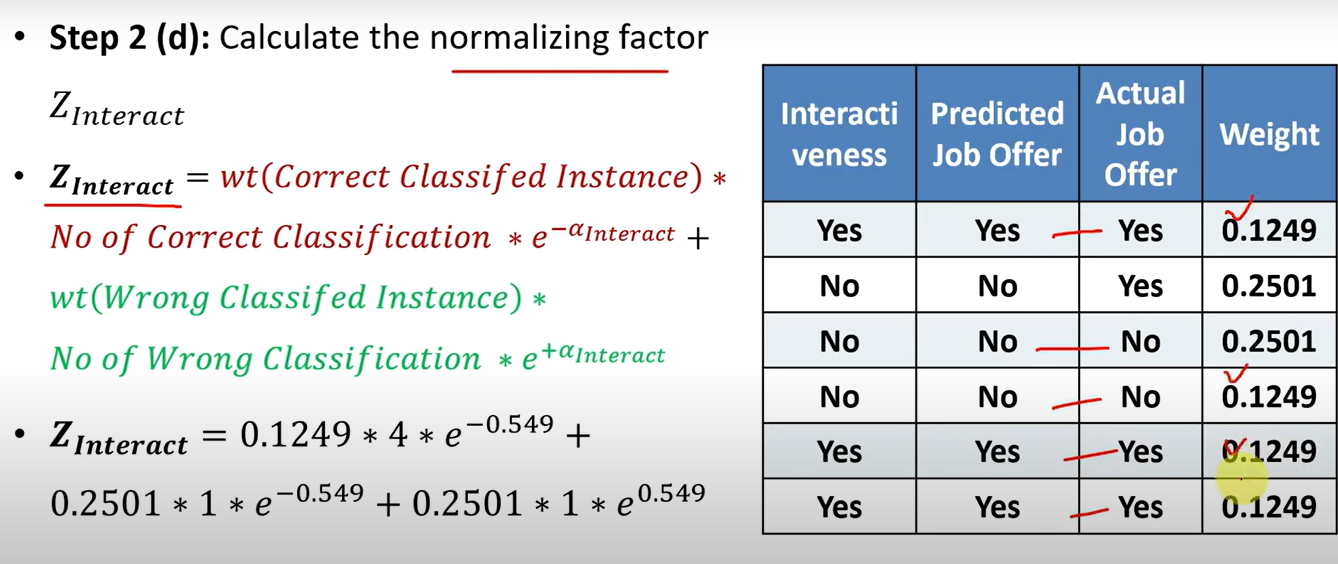 • Step 2 (d): Calculate the normalizing factor
Z_Interact
• Z_Interact = wt(Correct Classifed Instance) *
No of Correct Classification * e^{-α_Interact} +
wt(Wrong Classifed Instance) *
No of Wrong Classification * e^{+α_Interact}
• Z_Interact = 0.1249 * 4 * e^{-0.549} +
0.2501 * 1 * e^{-0.549} + 0.2501 * 1 * e^{0.549}
Interacti veness | Predicted Job Offer | Actual Job Offer | Weight
Yes | Yes | Yes | 0.1249
No | No | Yes | 0.2501
No | No | No | 0.2501
No | No | No | 0.1249
Yes | Yes | Yes | 0.1249
Yes | Yes | Yes | 0.1249